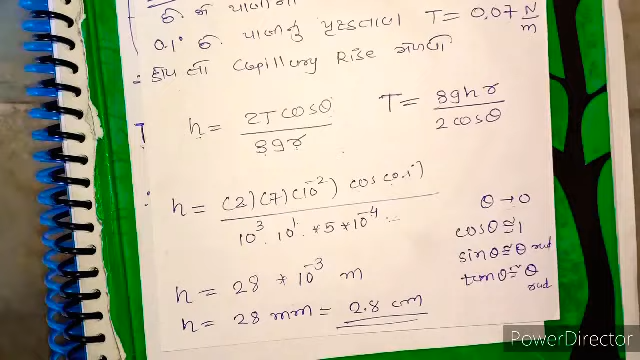 નું પાણીનું
0.1° છે. પાણીનું પૃષ્ઠતાણ T = 0.07 N/m
હોય તો Capillary Rise મેળવો
h = 2T cosθ / ρgr    T = ρghr / 2cosθ
h = (2)(7)(10⁻²) cos(0.1°) / 10³ . 10¹ . * 5 * 10⁻⁴
θ → 0
cosθ ≅ 1
h = 28 * 10⁻³ m
sinθ ≅ θ rad
tanθ ≅ θ rad
h = 28 mm = 2.8 cm
PowerDirector